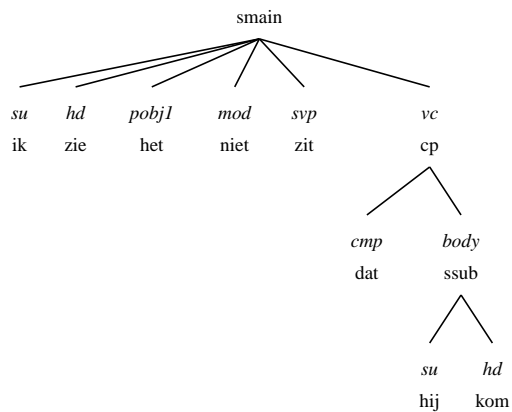 smain
su hd pobj1 mod svp vc
ik zie het niet zit cp
cmp body
dat ssub
su hd
hij kom